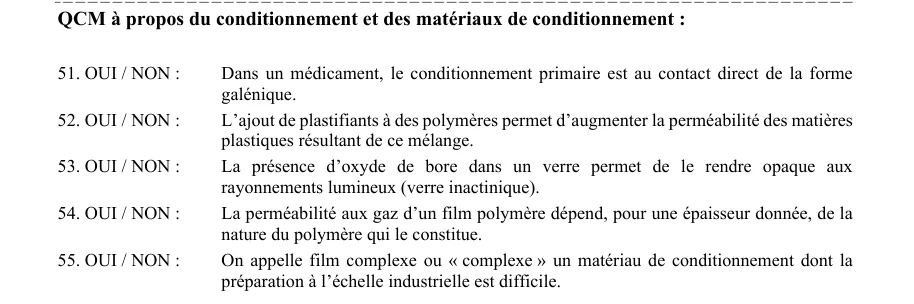 QCM à propos du conditionnement et des matériaux de conditionnement :
51. OUI / NON : Dans un médicament, le conditionnement primaire est au contact direct de la forme
galénique.
52. OUI / NON : L’ajout de plastifiants à des polymères permet d’augmenter la perméabilité des matières
plastiques résultant de ce mélange.
53. OUI / NON : La présence d’oxyde de bore dans un verre permet de le rendre opaque aux
rayonnements lumineux (verre inactinique).
54. OUI / NON : La perméabilité aux gaz d’un film polymère dépend, pour une épaisseur donnée, de la
nature du polymère qui le constitue.
55. OUI / NON : On appelle film complexe ou « complexe » un matériau de conditionnement dont la
préparation à l’échelle industrielle est difficile.